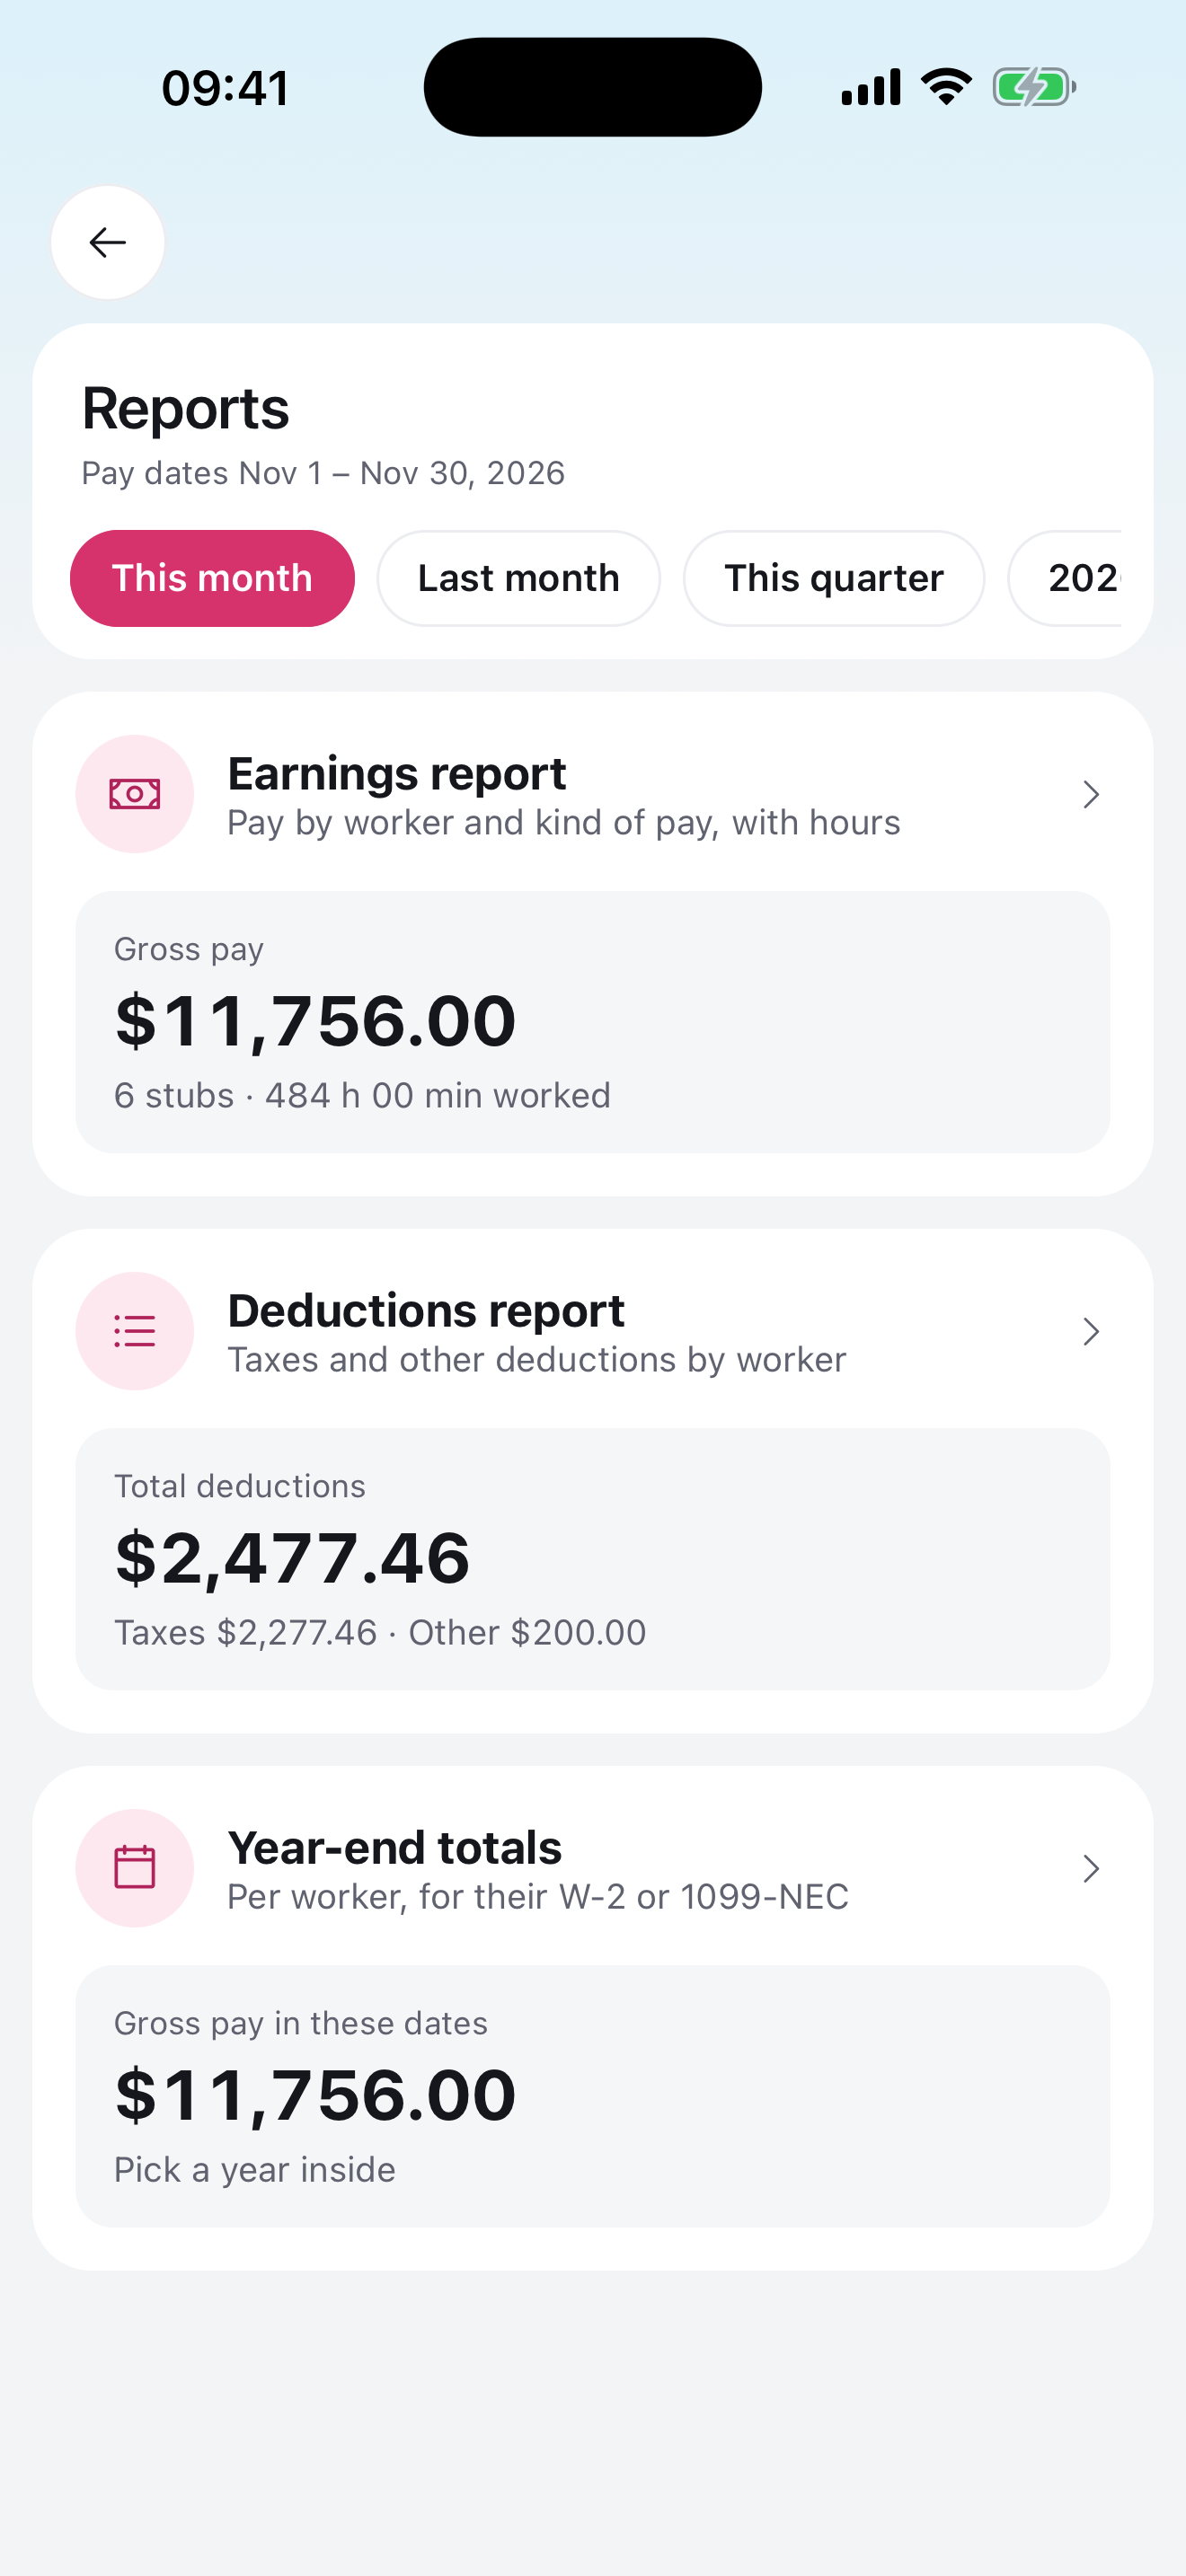 09:41
Reports
Pay dates Nov 1 – Nov 30, 2026
This month
Last month
This quarter
Earnings report
Pay by worker and kind of pay, with hours
Gross pay
$11,756.00
6 stubs · 484 h 00 min worked
Deductions report
Taxes and other deductions by worker
Total deductions
$2,477.46
Taxes $2,277.46 · Other $200.00
Year-end totals
Per worker, for their W-2 or 1099-NEC
Gross pay in these dates
$11,756.00
Pick a year inside